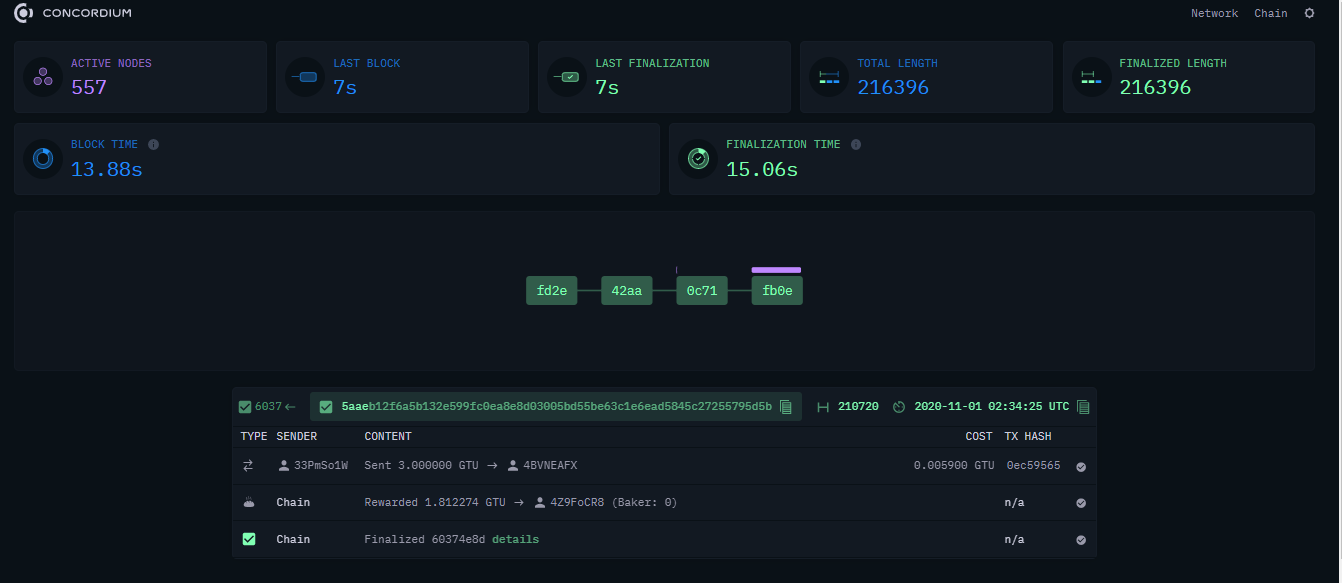 CONCORDIUM
Network Chain
ACTIVE NODES
557
LAST BLOCK
7s
LAST FINALIZATION
7s
TOTAL LENGTH
216396
FINALIZED LENGTH
216396
BLOCK TIME
13.88s
FINALIZATION TIME
15.06s
fd2e 42aa 0c71 fb0e
6037← 5aaeb12f6a5b132e599fc0ea8e8d03005bd55be63c1e6ead5845c27255795d5b 210720 2020-11-01 02:34:25 UTC
TYPE SENDER CONTENT COST TX HASH
33PmSo1W Sent 3.000000 GTU → 4BVNEAFX 0.005900 GTU 0ec59565
Chain Rewarded 1.812274 GTU → 4Z9FoCR8 (Baker: 0) n/a
Chain Finalized 60374e8d details n/a